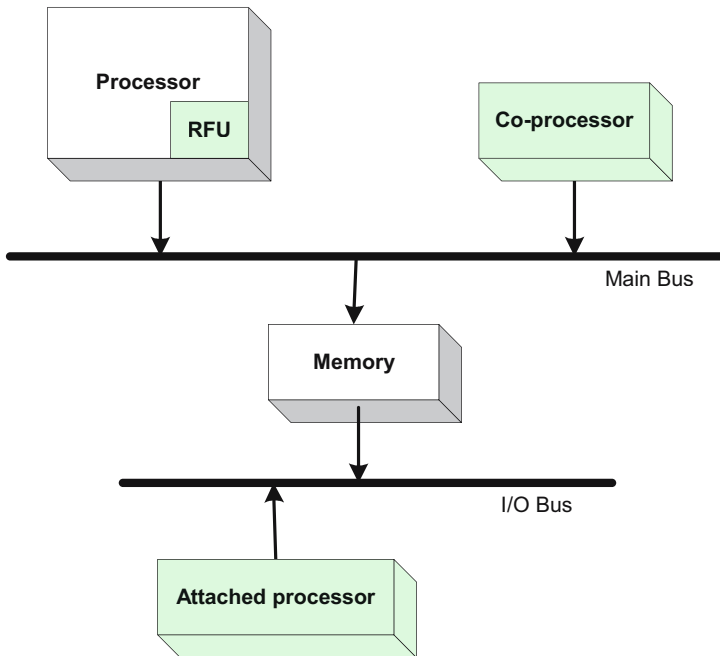 Processor
RFU
Co-processor
Main Bus
Memory
I/O Bus
Attached processor